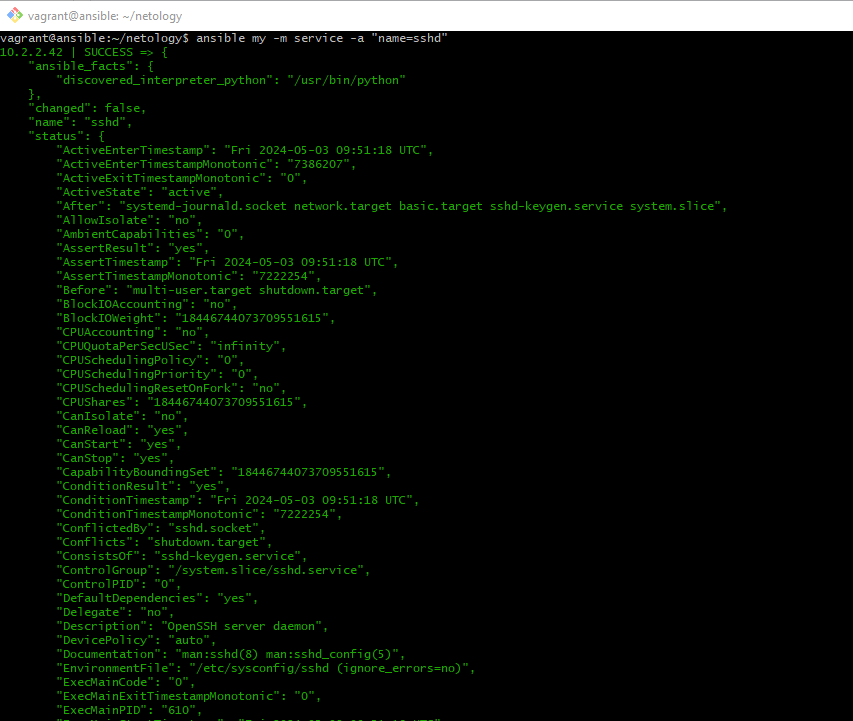 vagrant@ansible: ~/netology
vagrant@ansible:~/netology$ ansible my -m service -a "name=sshd"
10.2.2.42 | SUCCESS => {
    "ansible_facts": {
        "discovered_interpreter_python": "/usr/bin/python"
    },
    "changed": false,
    "name": "sshd",
    "status": {
        "ActiveEnterTimestamp": "Fri 2024-05-03 09:51:18 UTC",
        "ActiveEnterTimestampMonotonic": "7386207",
        "ActiveExitTimestampMonotonic": "0",
        "ActiveState": "active",
        "After": "systemd-journald.socket network.target basic.target sshd-keygen.service system.slice",
        "AllowIsolate": "no",
        "AmbientCapabilities": "0",
        "AssertResult": "yes",
        "AssertTimestamp": "Fri 2024-05-03 09:51:18 UTC",
        "AssertTimestampMonotonic": "7222254",
        "Before": "multi-user.target shutdown.target",
        "BlockIOAccounting": "no",
        "BlockIOWeight": "18446744073709551615",
        "CPUAccounting": "no",
        "CPUQuotaPerSecUSec": "infinity",
        "CPUSchedulingPolicy": "0",
        "CPUSchedulingPriority": "0",
        "CPUSchedulingResetOnFork": "no",
        "CPUShares": "18446744073709551615",
        "CanIsolate": "no",
        "CanReload": "yes",
        "CanStart": "yes",
        "CanStop": "yes",
        "CapabilityBoundingSet": "18446744073709551615",
        "ConditionResult": "yes",
        "ConditionTimestamp": "Fri 2024-05-03 09:51:18 UTC",
        "ConditionTimestampMonotonic": "7222254",
        "ConflictedBy": "sshd.socket",
        "Conflicts": "shutdown.target",
        "ConsistsOf": "sshd-keygen.service",
        "ControlGroup": "/system.slice/sshd.service",
        "ControlPID": "0",
        "DefaultDependencies": "yes",
        "Delegate": "no",
        "Description": "OpenSSH server daemon",
        "DevicePolicy": "auto",
        "Documentation": "man:sshd(8) man:sshd_config(5)",
        "EnvironmentFile": "/etc/sysconfig/sshd (ignore_errors=no)",
        "ExecMainCode": "0",
        "ExecMainExitTimestampMonotonic": "0",
        "ExecMainPID": "610",